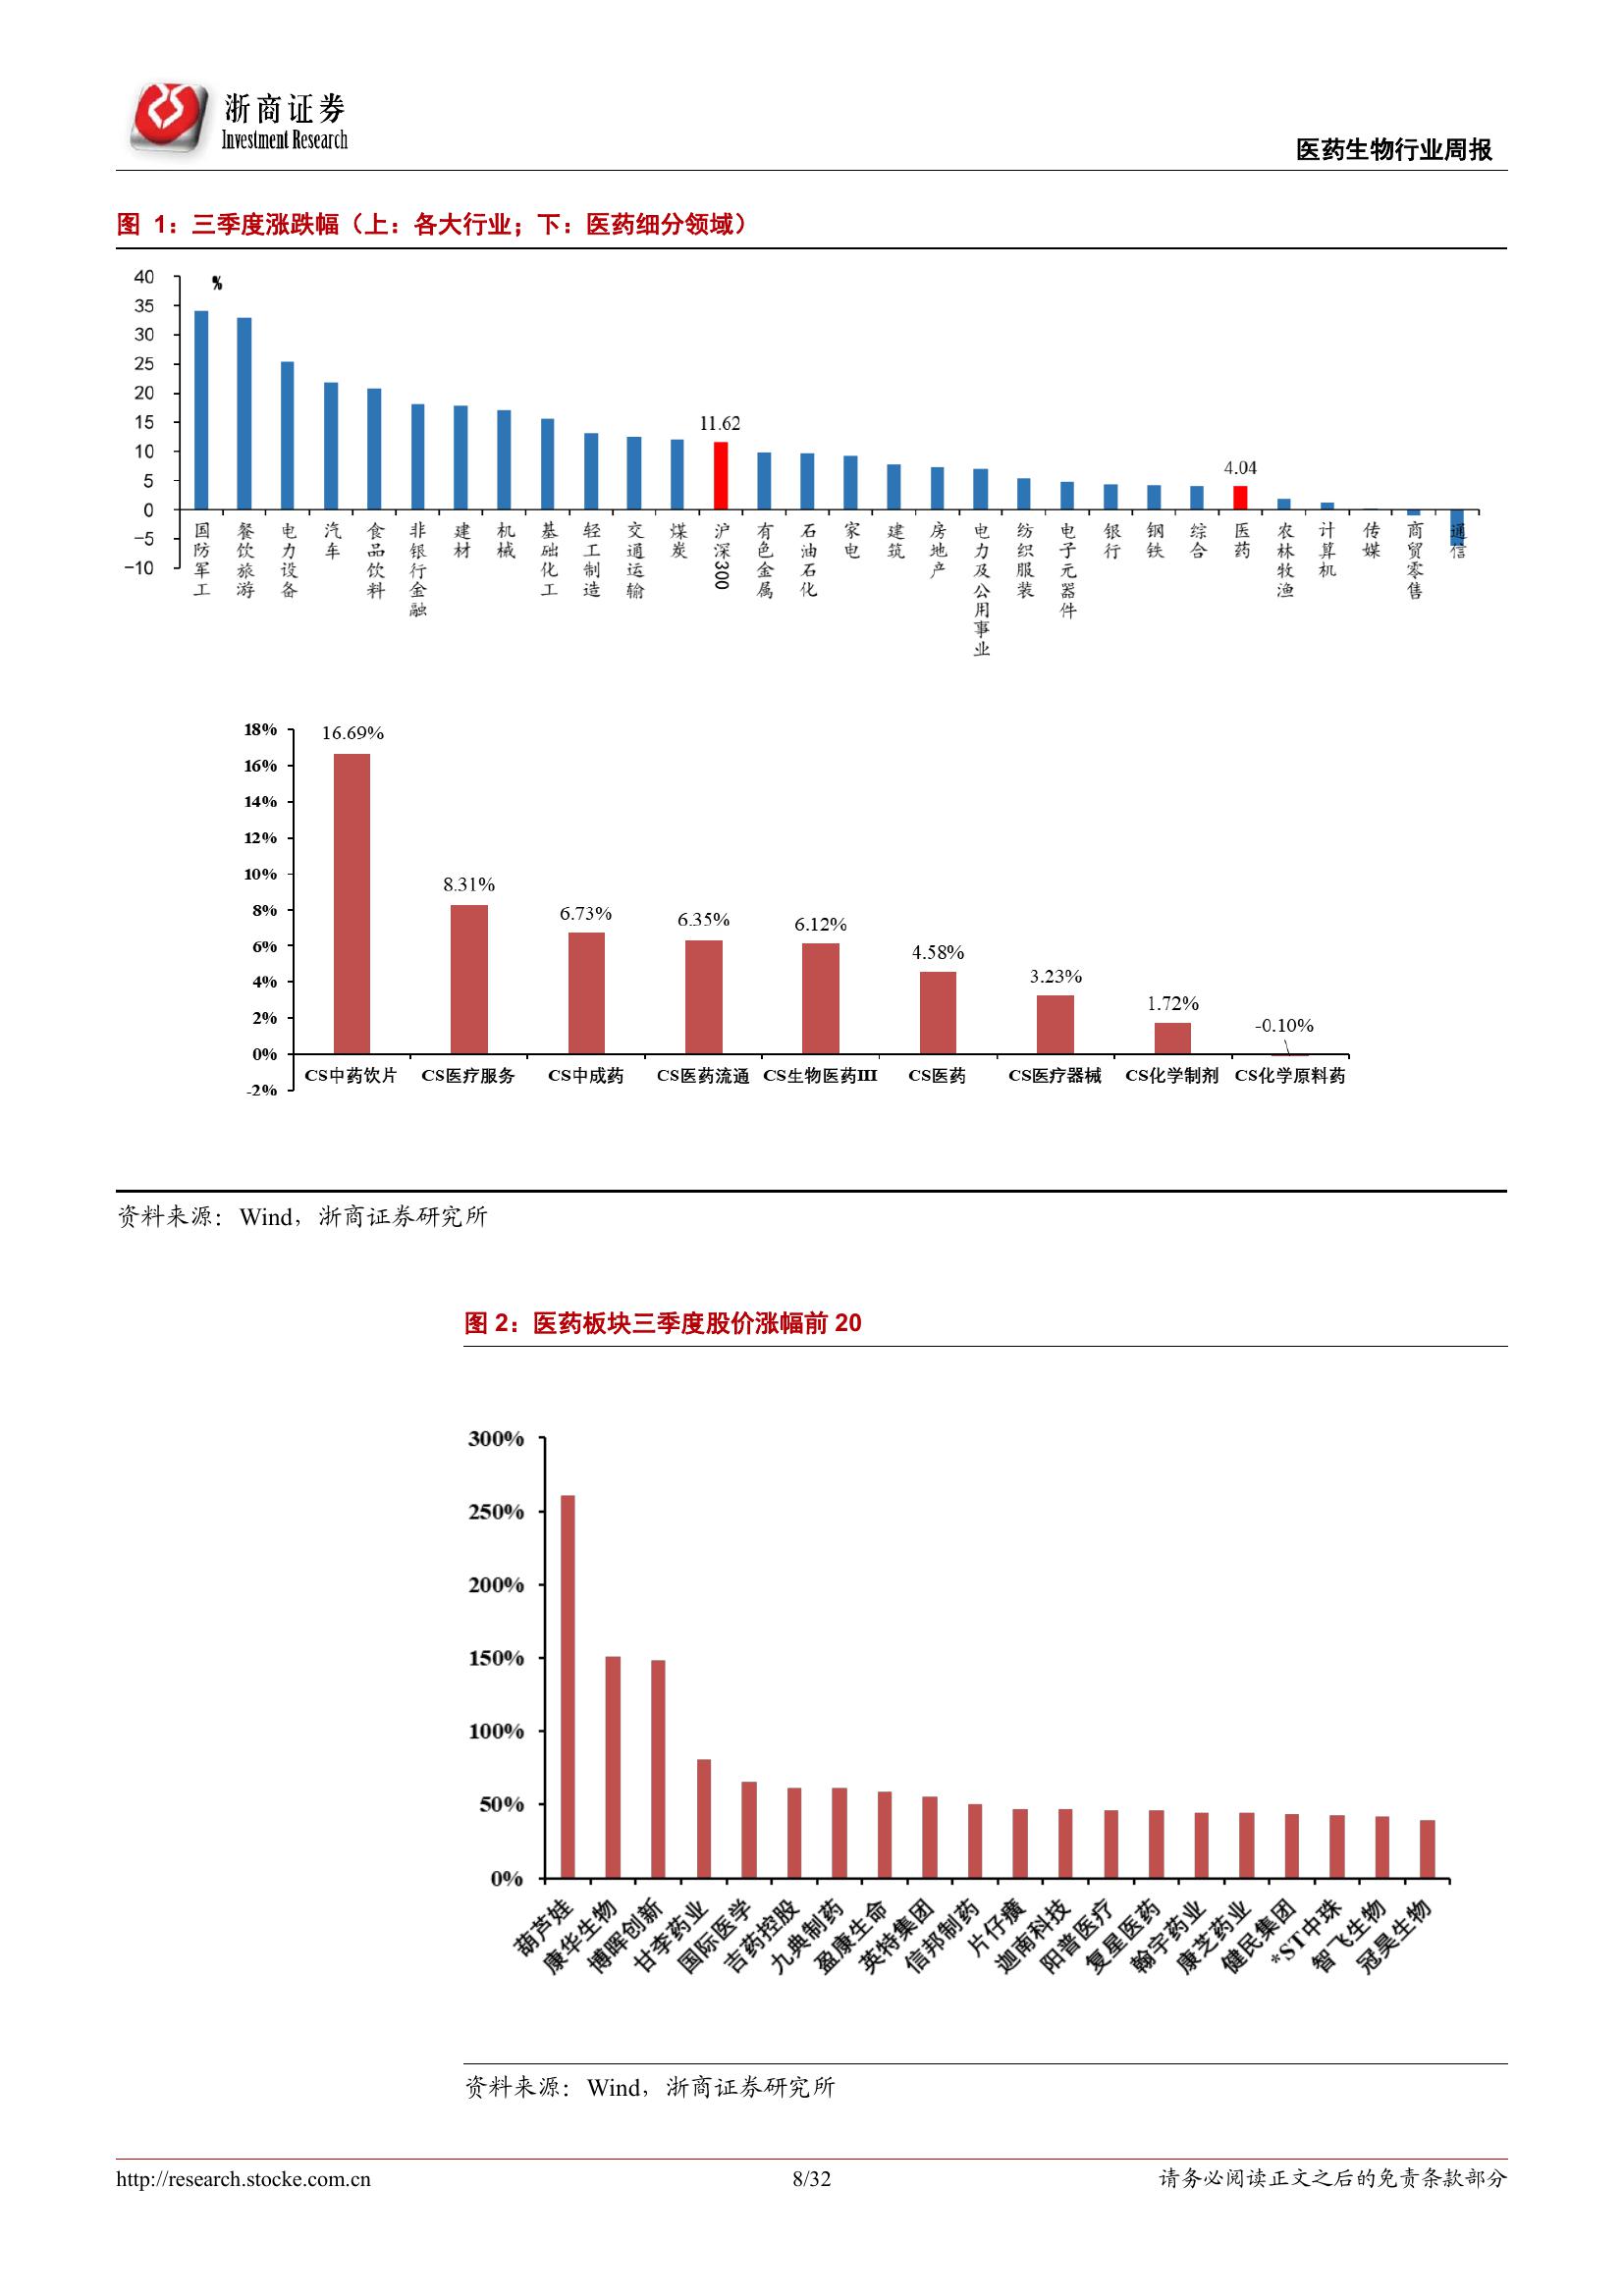 浙商证券
Investment Research
医药生物行业周报
图 1：三季度涨跌幅（上：各大行业；下：医药细分领域）
%
40
35
30
25
20
15
10
5
0
-5
-10
11.62
4.04
国防军工
餐饮旅游
电力设备
汽车
食品饮料
非银行金融
建材
机械
基础化工
轻工制造
交通运输
煤炭
沪深300
有色金属
石油石化
家电
建筑
房地产
电力及公用事业
纺织服装
电子元器件
银行
钢铁
综合
医药
农林牧渔
计算机
传媒
商贸零售
通信
18%
16%
14%
12%
10%
8%
6%
4%
2%
0%
-2%
16.69%
8.31%
6.73%
6.35%
6.12%
4.58%
3.23%
1.72%
-0.10%
CS中药饮片 CS医疗服务 CS中成药 CS医药流通 CS生物医药III CS医药 CS医疗器械 CS化学制剂 CS化学原料药
资料来源：Wind，浙商证券研究所
图 2：医药板块三季度股价涨幅前 20
300%
250%
200%
150%
100%
50%
0%
葫芦娃
康华生物
博晖创新
甘李药业
国际医学
吉药控股
九典制药
盈康生命
英特集团
信邦制药
片仔癀
迦南科技
阳普医疗
复星医药
翰宇药业
康芝药业
健民集团
*ST中珠
智飞生物
冠昊生物
资料来源：Wind，浙商证券研究所
http://research.stocke.com.cn 8/32 请务必阅读正文之后的免责条款部分